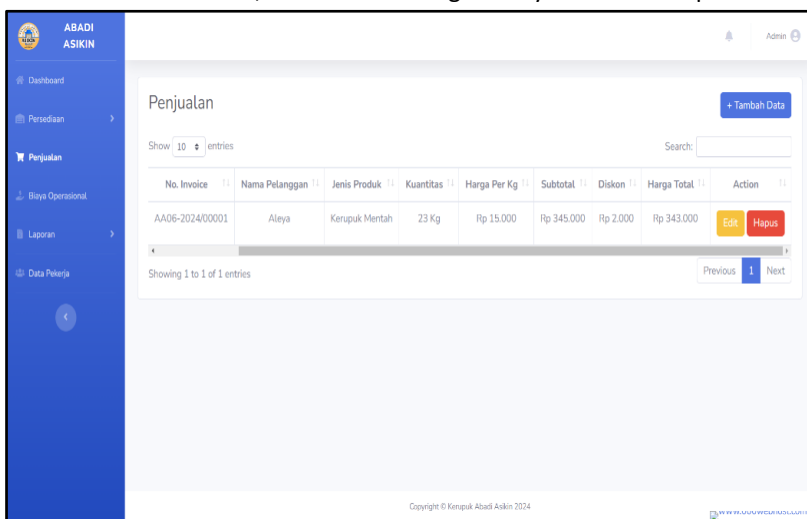 ABADI
ASIKIN
Admin
Dashboard
Persediaan
Penjualan
Biaya Operasional
Laporan
Data Pekerja
Penjualan
+ Tambah Data
Show 10 entries
Search:
No. Invoice Nama Pelanggan Jenis Produk Kuantitas Harga Per Kg Subtotal Diskon Harga Total Action
AA06-2024/00001 Aleya Kerupuk Mentah 23 Kg Rp 15.000 Rp 345.000 Rp 2.000 Rp 343.000 Edit Hapus
Showing 1 to 1 of 1 entries
Previous 1 Next
Copyright © Kerupuk Abadi Asikin 2024